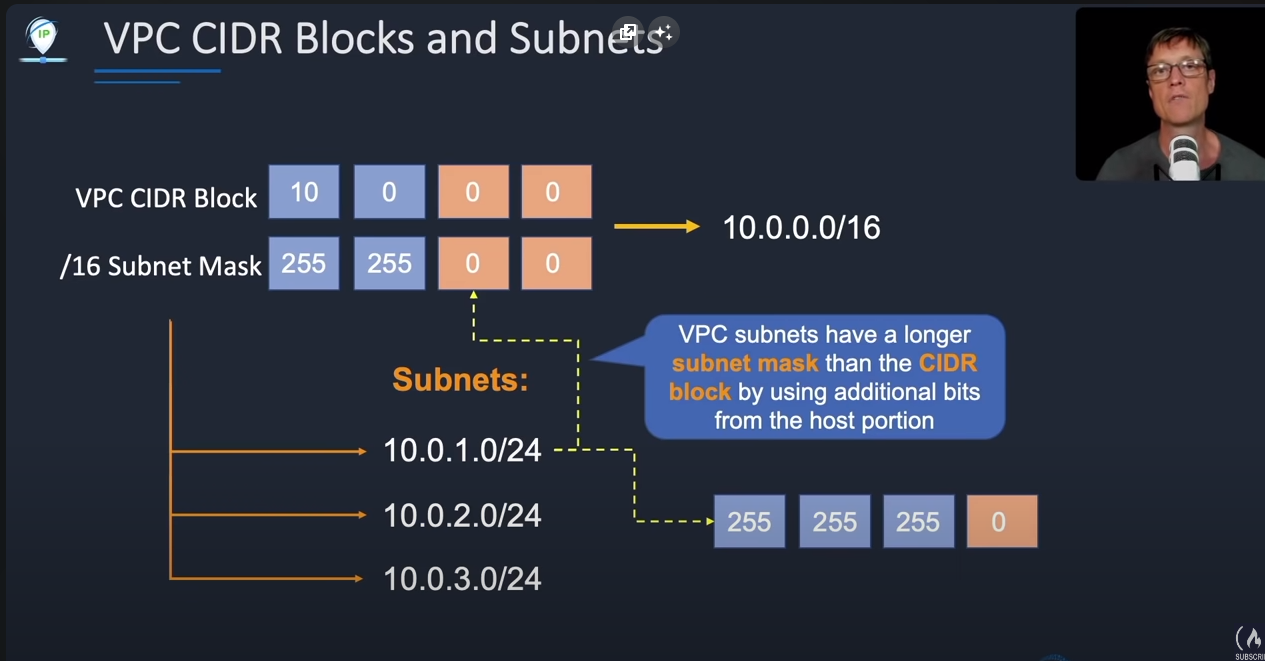 IP
VPC CIDR Blocks and Subnets
VPC CIDR Block 10 0 0 0
10.0.0.0/16
/16 Subnet Mask 255 255 0 0
VPC subnets have a longer
subnet mask than the CIDR
block by using additional bits
from the host portion
Subnets:
10.0.1.0/24
10.0.2.0/24
255 255 255 0
10.0.3.0/24